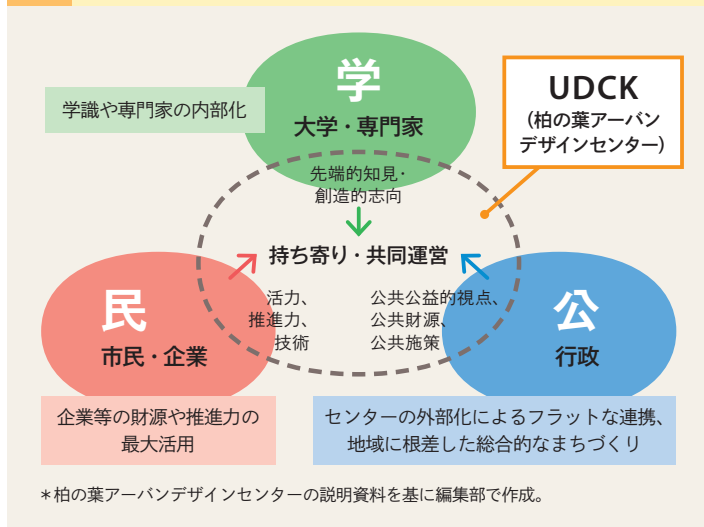 学
大学・専門家
学識や専門家の内部化
UDCK
(柏の葉アーバン
デザインセンター)
先端的知見・
創造的志向
持ち寄り・共同運営
民
市民・企業
活力、
推進力、
技術
公共公益的視点、
公共財源、
公共施策
公
行政
企業等の財源や推進力の
最大活用
センターの外部化によるフラットな連携、
地域に根差した総合的なまちづくり
＊柏の葉アーバンデザインセンターの説明資料を基に編集部で作成。